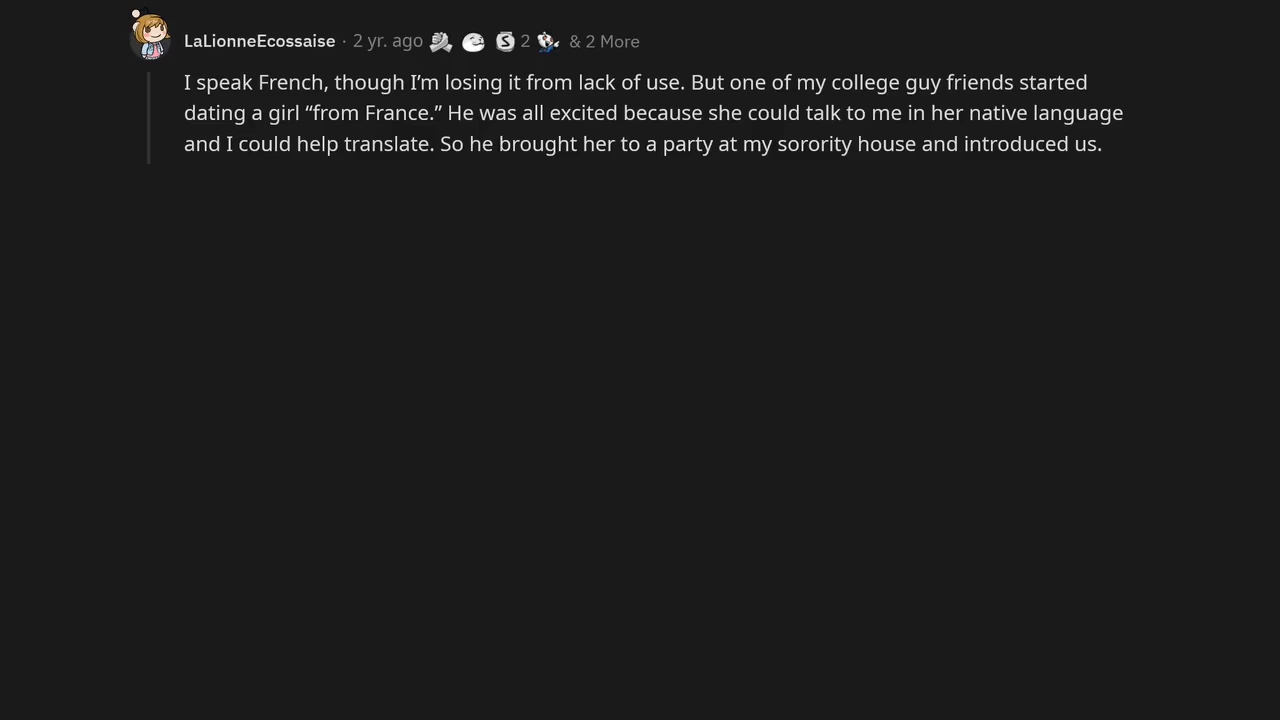 LaLionneEcossaise · 2 yr. ago 2 & 2 More
I speak French, though I’m losing it from lack of use. But one of my college guy friends started
dating a girl “from France.” He was all excited because she could talk to me in her native language
and I could help translate. So he brought her to a party at my sorority house and introduced us.